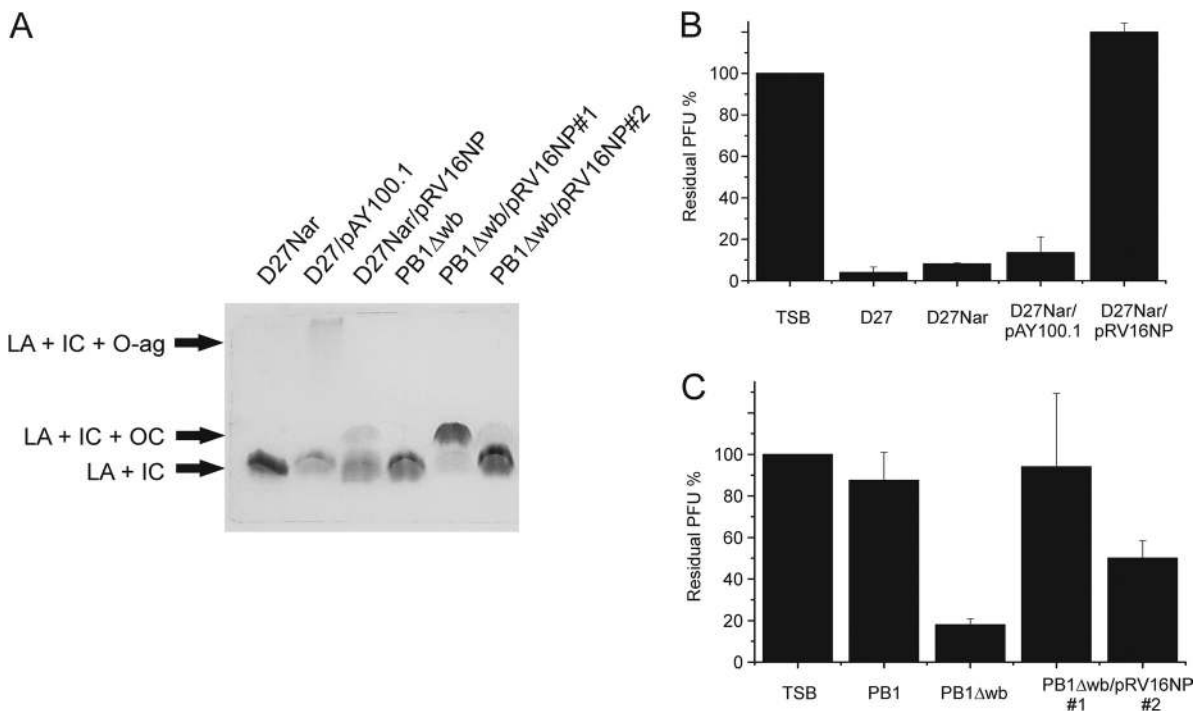 A
D27Nar
D27/pAY100.1
D27Nar/pRV16NP
PB1Δwb
PB1Δwb/pRV16NP#1
PB1Δwb/pRV16NP#2
LA + IC + O-ag
LA + IC + OC
LA + IC
B
Residual PFU %
100
80
60
40
20
0
TSB
D27
D27Nar
D27Nar/
pAY100.1
D27Nar/
pRV16NP
C
Residual PFU %
100
80
60
40
20
0
TSB
PB1
PB1Δwb
PB1Δwb/pRV16NP
#1
#2